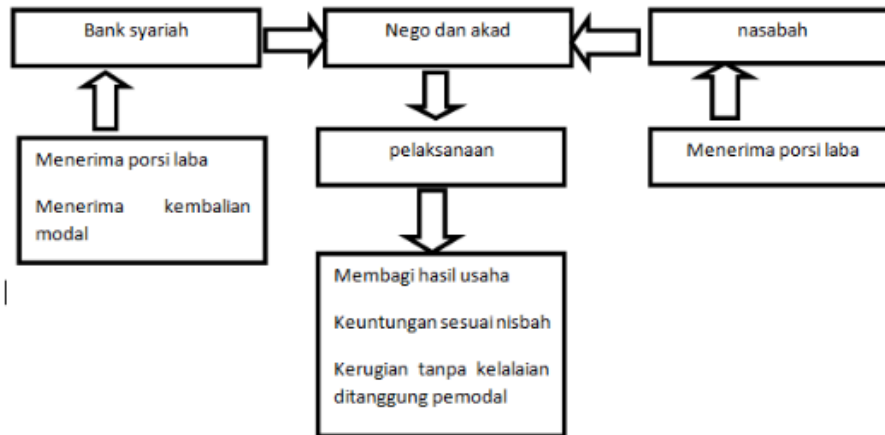 Bank syariah
Nego dan akad
nasabah
Menerima porsi laba
Menerima kembalian
modal
pelaksanaan
Menerima porsi laba
Membagi hasil usaha
Keuntungan sesuai nisbah
Kerugian tanpa kelalaian
ditanggung pemodal